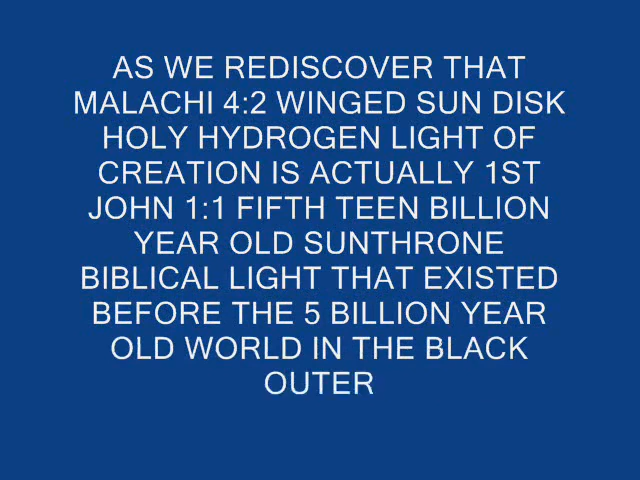 AS WE REDISCOVER THAT
MALACHI 4:2 WINGED SUN DISK
HOLY HYDROGEN LIGHT OF
CREATION IS ACTUALLY 1ST
JOHN 1:1 FIFTH TEEN BILLION
YEAR OLD SUNTHRONE
BIBLICAL LIGHT THAT EXISTED
BEFORE THE 5 BILLION YEAR
OLD WORLD IN THE BLACK
OUTER